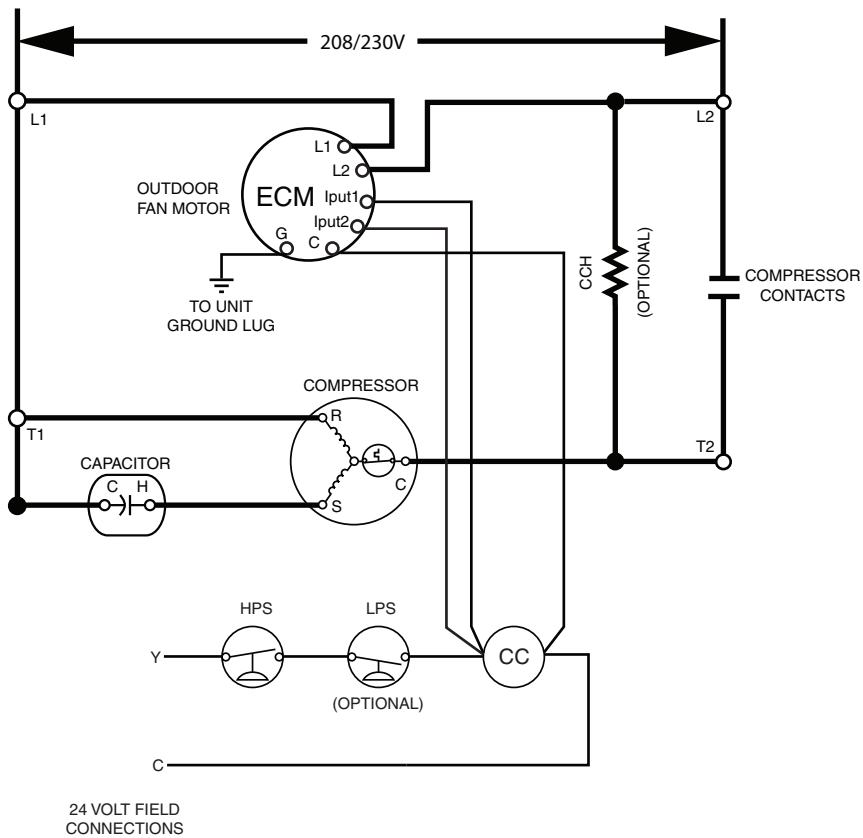 208/230V
L1
L2
L1
L2
OUTDOOR
FAN MOTOR
ECM
Iput1
Iput2
G
C
TO UNIT
GROUND LUG
CCH
(OPTIONAL)
COMPRESSOR
CONTACTS
COMPRESSOR
R
T1
T2
CAPACITOR
C H
C
S
HPS
LPS
Y
CC
(OPTIONAL)
C
24 VOLT FIELD
CONNECTIONS